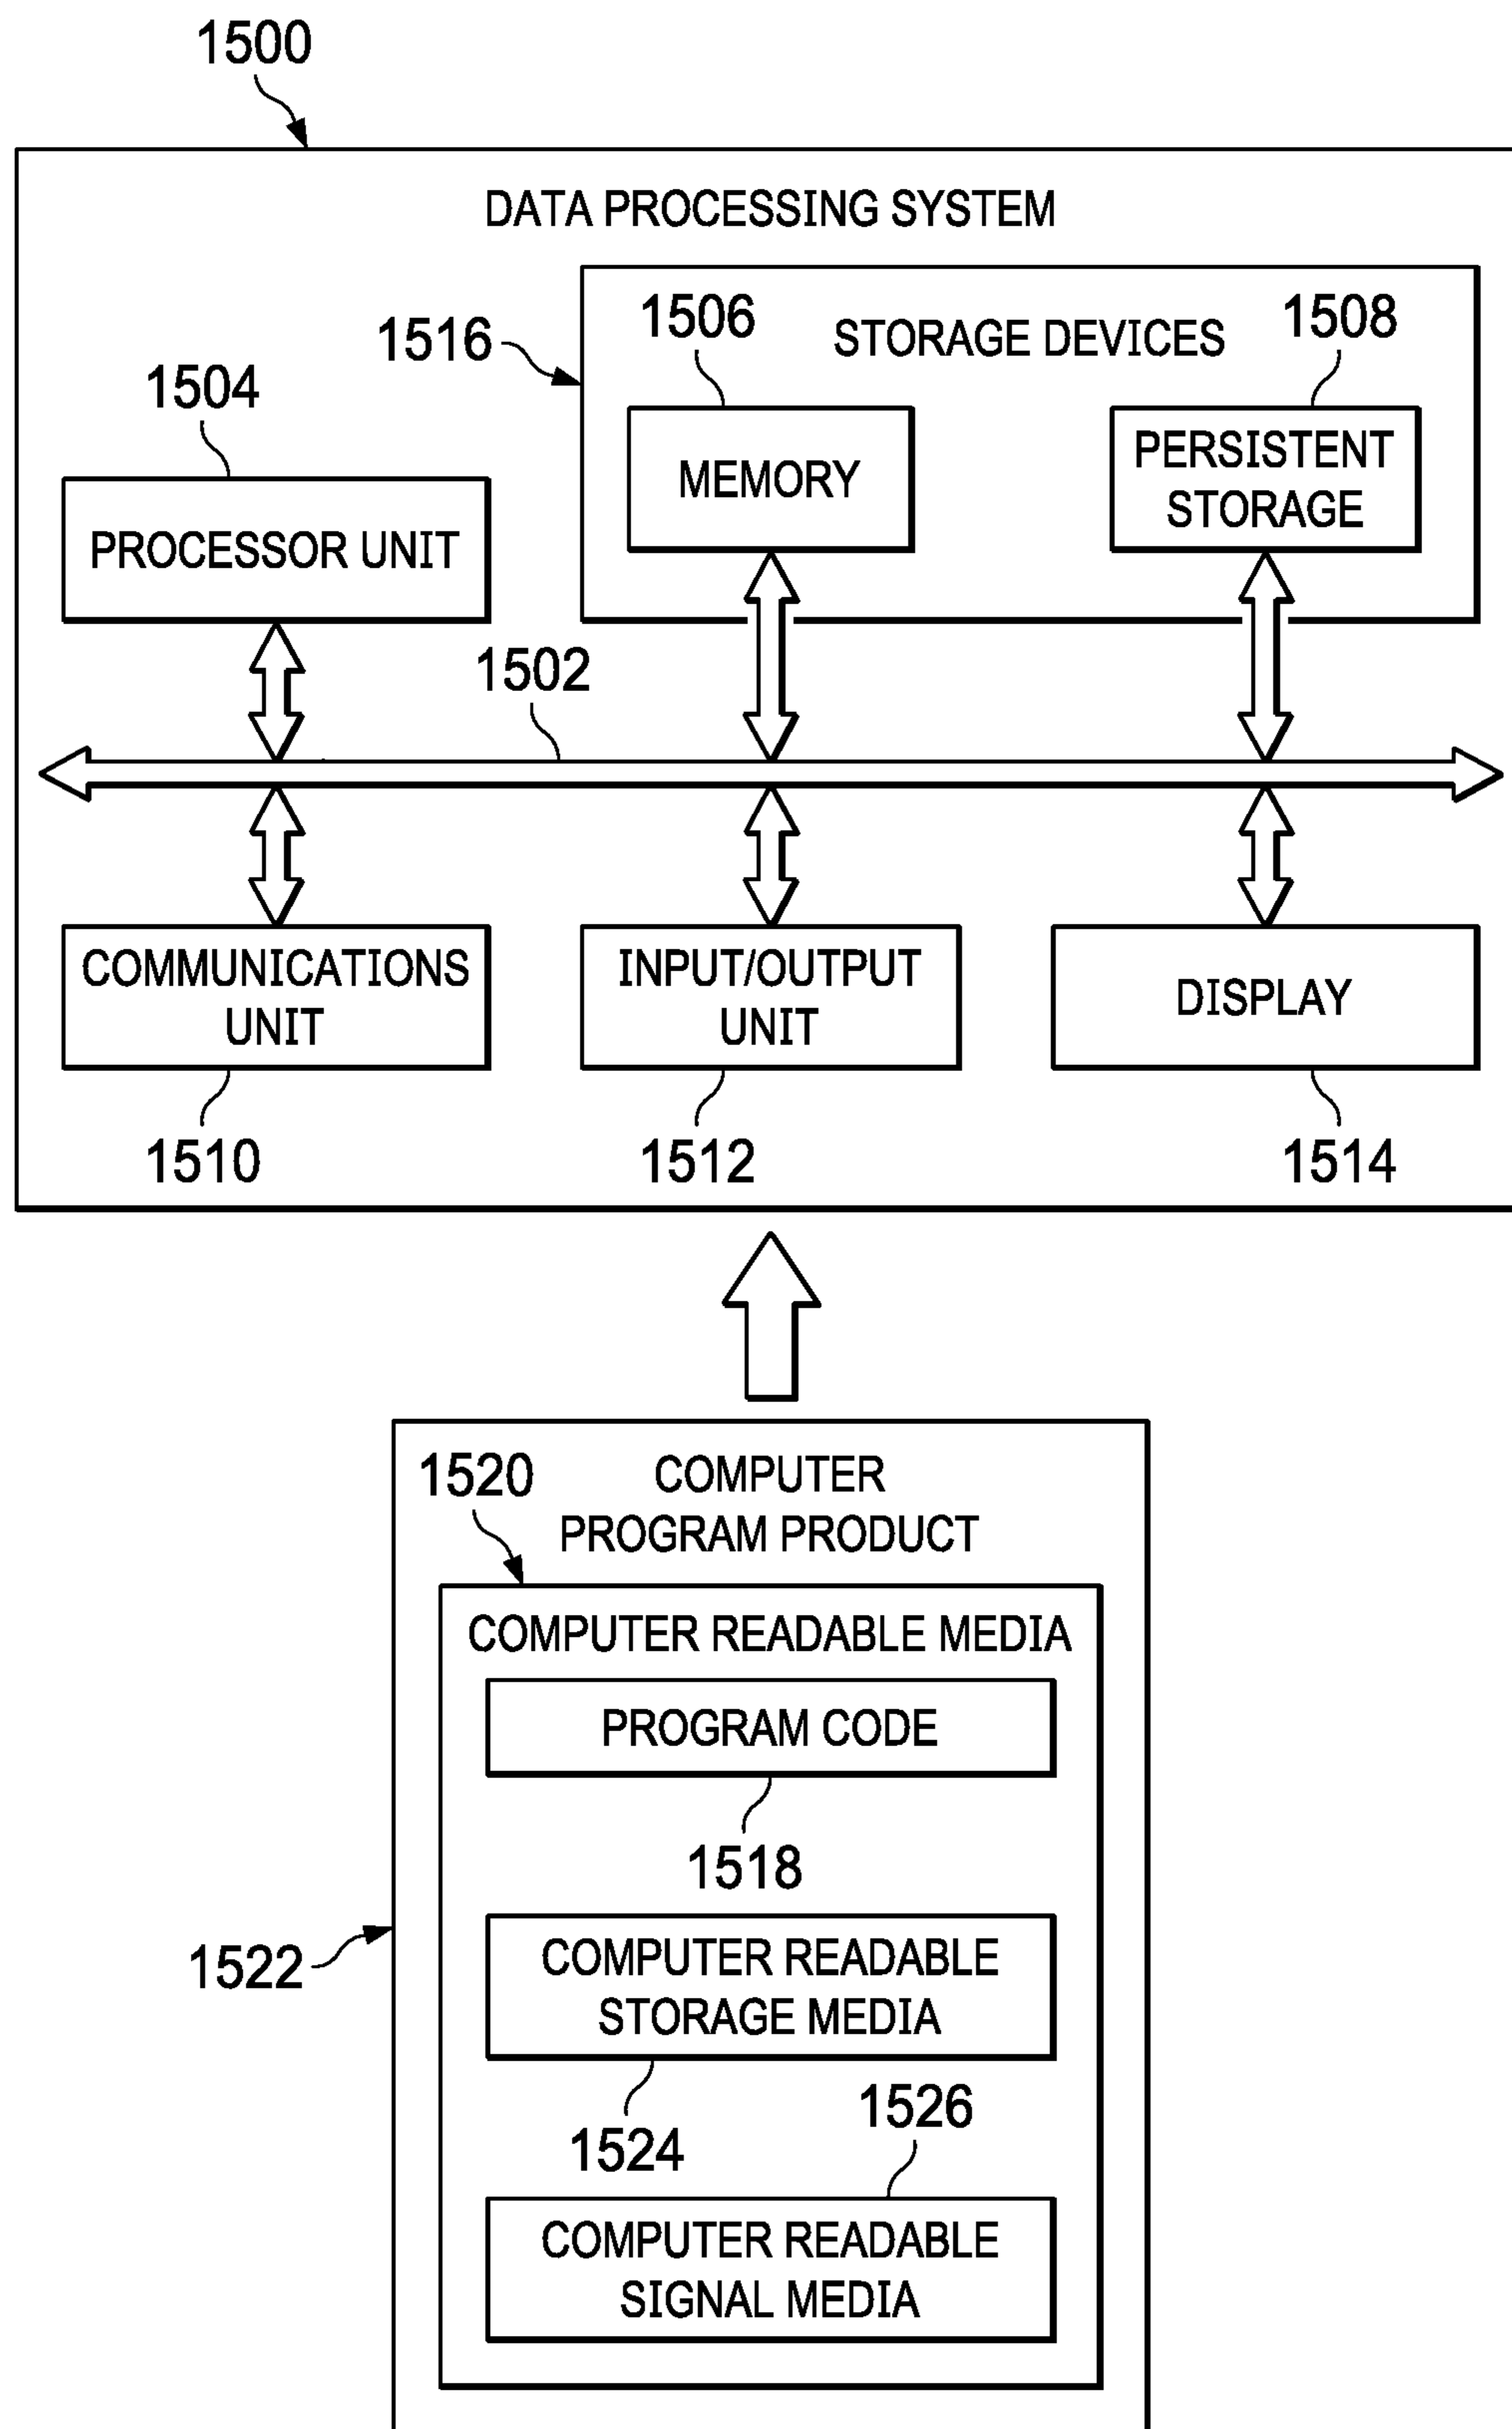 1500
DATA PROCESSING SYSTEM
1516
1506
STORAGE DEVICES
1508
1504
MEMORY
PERSISTENT
STORAGE
PROCESSOR UNIT
1502
COMMUNICATIONS
UNIT
INPUT/OUTPUT
UNIT
DISPLAY
1510
1512
1514
1520
COMPUTER
PROGRAM PRODUCT
COMPUTER READABLE MEDIA
PROGRAM CODE
1518
1522
COMPUTER READABLE
STORAGE MEDIA
1524
1526
COMPUTER READABLE
SIGNAL MEDIA